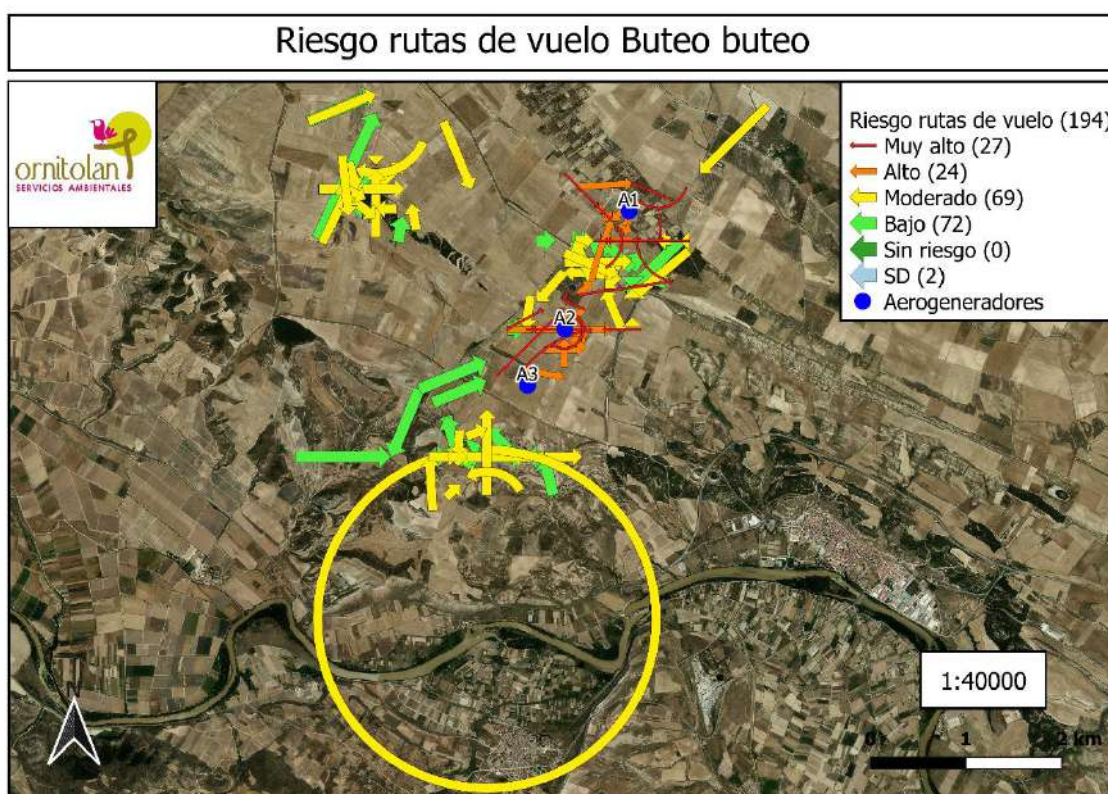 Riesgo rutas de vuelo Buteo buteo
ornitolan
SERVICIOS AMBIENTALES
Riesgo rutas de vuelo (194)
Muy alto (27)
Alto (24)
Moderado (69)
Bajo (72)
Sin riesgo (0)
SD (2)
Aerogeneradores
A1
A2
A3
1:40000
0 1 2 km